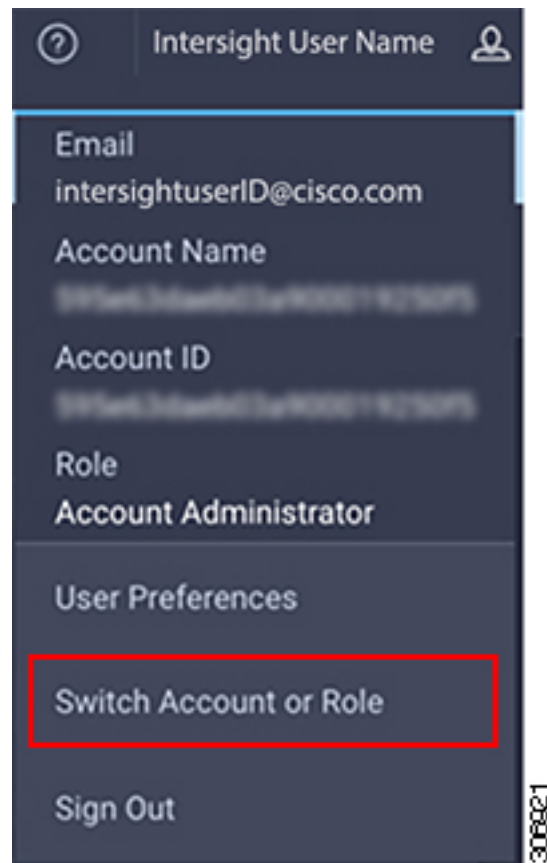 Intersight User Name
Email
intersightuserID@cisco.com
Account Name
Account ID
Role
Account Administrator
User Preferences
Switch Account or Role
Sign Out
306921